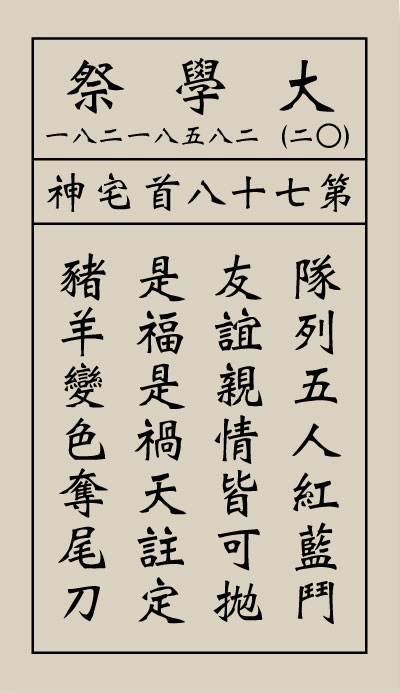 大學祭
(〇二) 二八五八一二八一
第七十八首宅神
隊列五人紅藍鬥
友誼親情皆可拋
是福是禍天註定
豬羊變色奪尾刀